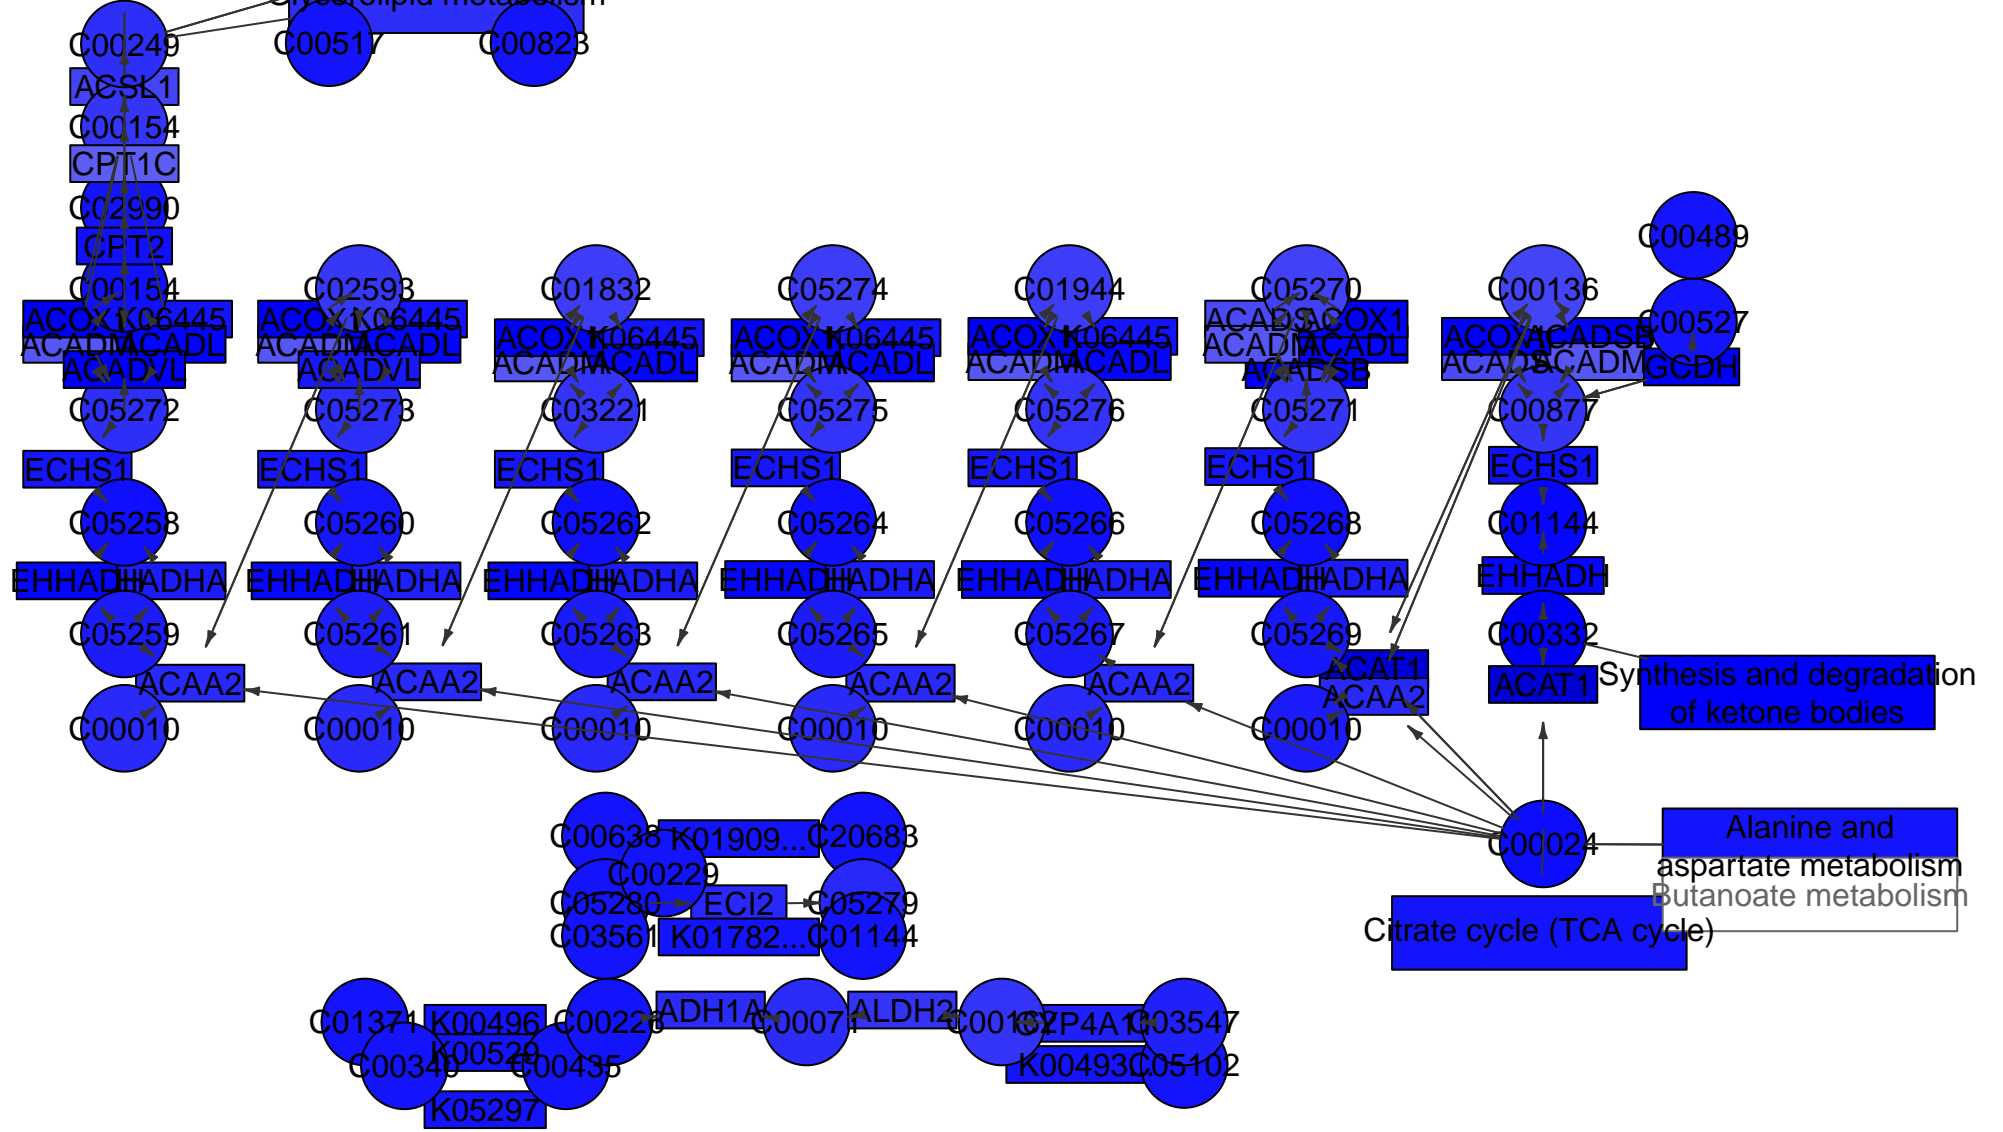 Glycerolipid metabolism
C00249
C00517
C00823
ACSL1
C00154
CPT1C
C02990
CPT2
C00489
C00154
C02593
C01832
C05274
C01944
C05270
C00136
C00527
ACOX1 K06445
ACOX1 K06445
ACOX1 K06445
ACOX1 K06445
ACOX1 K06445
ACADS ACOX1
ACOX1 ACADSB
ACADM ACADL
ACADM ACADL
ACADM ACADL
ACADM ACADL
ACADM ACADL
ACADM ACADL
ACADS ACADM
GCDH
ACADVL
ACADVL
ACADSB
C05272
C05273
C03221
C05275
C05276
C05271
C00877
ECHS1
ECHS1
ECHS1
ECHS1
ECHS1
ECHS1
ECHS1
C05258
C05260
C05262
C05264
C05266
C05268
C01144
EHHADH HADHA
EHHADH HADHA
EHHADH HADHA
EHHADH HADHA
EHHADH HADHA
EHHADH HADHA
EHHADH
C05259
C05261
C05263
C05265
C05267
C05269
C00332
ACAA2
ACAA2
ACAA2
ACAA2
ACAA2
ACAT1
ACAA2
ACAT1
Synthesis and degradation
of ketone bodies
C00010
C00010
C00010
C00010
C00010
C00010
C00638
K01909...
C20683
C00024
Alanine and
aspartate metabolism
Butanoate metabolism
C00229
C05280
ECI2
C05279
C03561
K01782...
C01144
Citrate cycle (TCA cycle)
C01371
K00496
C00226
ADH1A
C00071
ALDH2
C00162
CYP4A11
C03547
K00529
C00340
C00435
K00493...
C05102
K05297